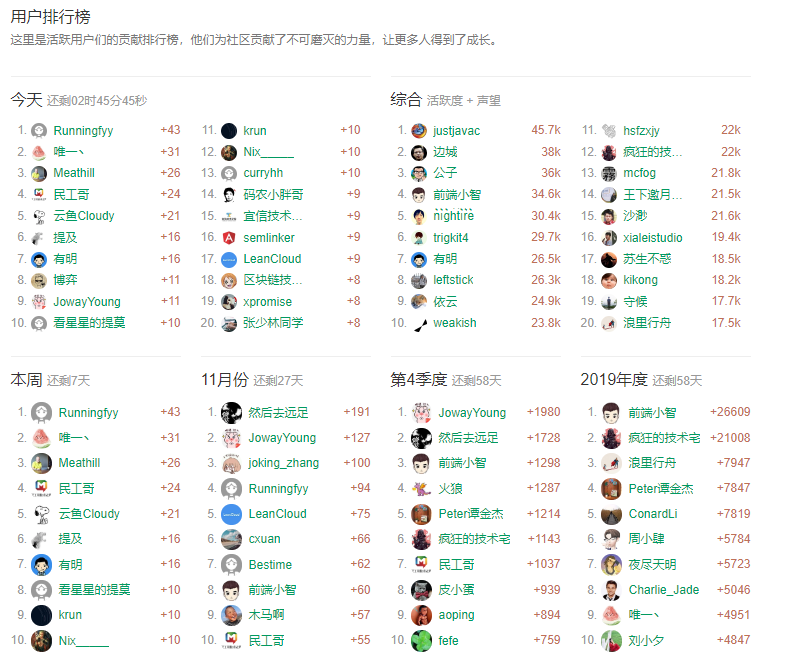 用户排行榜
这里是活跃用户们的贡献排行榜，他们为社区贡献了不可磨灭的力量，让更多人得到了成长。
今天 还剩02时45分45秒
1. Runningfyy +43
2. 唯一丶 +31
3. Meathill +26
4. 民工哥 +24
5. 云鱼Cloudy +21
6. 提及 +16
7. 有明 +16
8. 博弈 +11
9. JowayYoung +11
10. 看星星的提莫 +10
11. krun +10
12. Nix_____ +10
13. curryhh +10
14. 码农小胖哥 +9
15. 宜信技术... +9
16. semlinker +9
17. LeanCloud +9
18. 区块链技... +8
19. xpromise +8
20. 张少林同学 +8
综合 活跃度 + 声望
1. justjavac 45.7k
2. 边城 38k
3. 公子 36k
4. 前端小智 34.6k
5. nightire 30.4k
6. trigkit4 29.7k
7. 有明 26.5k
8. leftstick 26.3k
9. 依云 24.9k
10. weakish 23.8k
11. hsfzxjy 22k
12. 疯狂的技... 22k
13. mcfog 21.8k
14. 王下邀月... 21.5k
15. 沙渺 21.6k
16. xialeistudio 19.4k
17. 苏生不惑 18.5k
18. kikong 18.2k
19. 守候 17.7k
20. 浪里行舟 17.5k
本周 还剩7天
1. Runningfyy +43
2. 唯一丶 +31
3. Meathill +26
4. 民工哥 +24
5. 云鱼Cloudy +21
6. 提及 +16
7. 有明 +16
8. 看星星的提莫 +10
9. krun +10
10. Nix_____ +10
11月份 还剩27天
1. 然后去远足 +191
2. JowayYoung +127
3. joking_zhang +100
4. Runningfyy +94
5. LeanCloud +75
6. cxuan +66
7. Bestime +62
8. 前端小智 +60
9. 木马啊 +57
10. 民工哥 +55
第4季度 还剩58天
1. JowayYoung +1980
2. 然后去远足 +1728
3. 前端小智 +1298
4. 火狼 +1287
5. Peter谭金杰 +1214
6. 疯狂的技术宅 +1143
7. 民工哥 +1037
8. 皮小蛋 +939
9. aoping +894
10. fefe +759
2019年度 还剩58天
1. 前端小智 +26609
2. 疯狂的技术宅 +21008
3. 浪里行舟 +7947
4. Peter谭金杰 +7847
5. ConardLi +7819
6. 周小肆 +5784
7. 夜尽天明 +5723
8. Charlie_Jade +5046
9. 唯一丶 +4951
10. 刘小夕 +4847